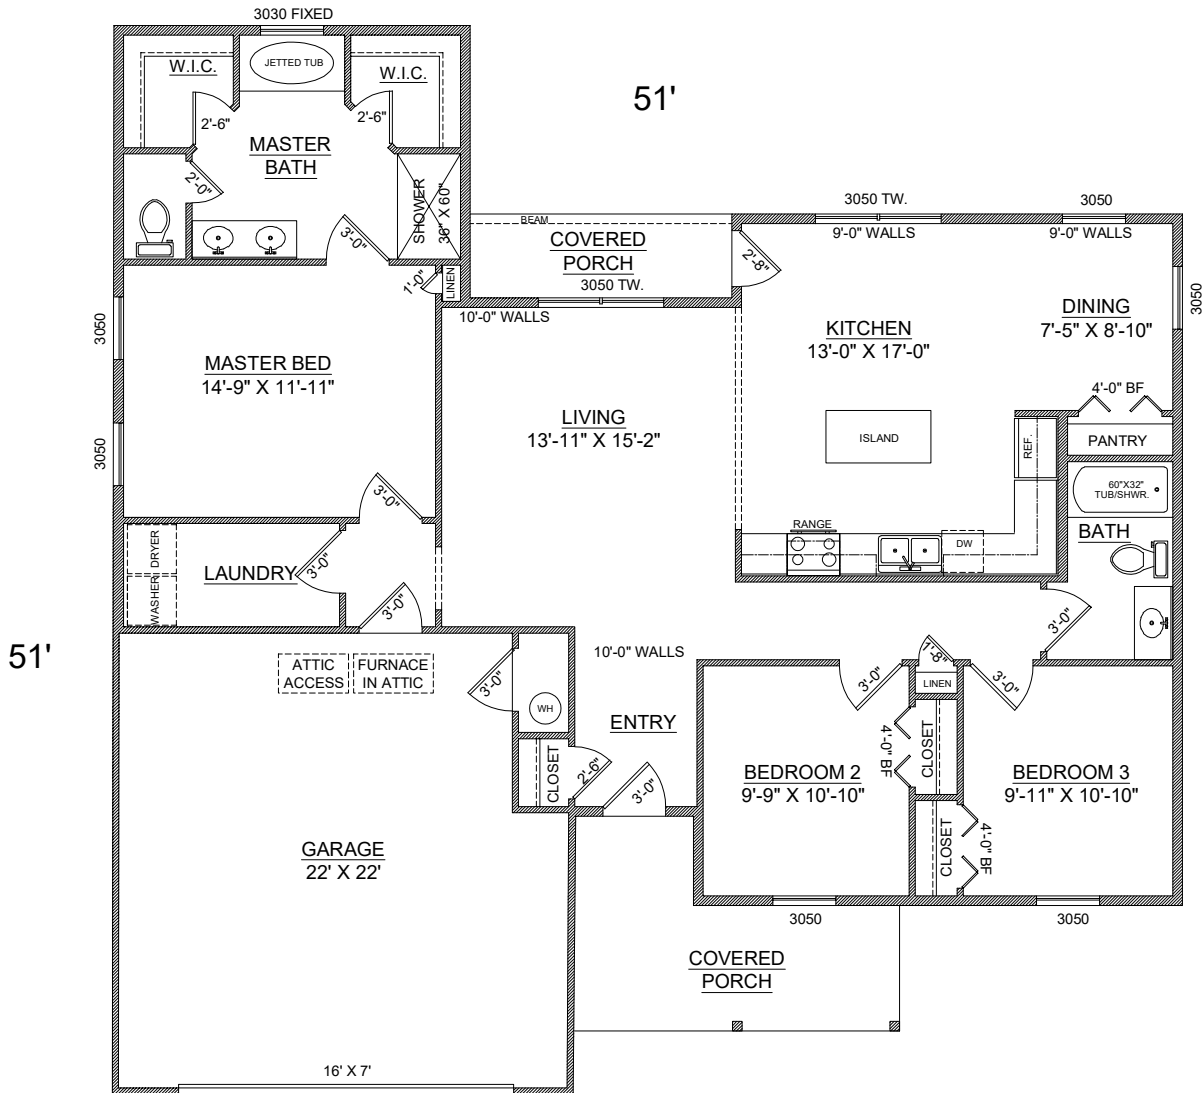 3030 FIXED
W.I.C.
JETTED TUB
W.I.C.
51'
2'-6"
2'-6"
MASTER
BATH
2'-0"
SHOWER
36" X 60"
3'-0"
BEAM
COVERED
PORCH
3050 TW.
3050 TW.
9'-0" WALLS
3050
9'-0" WALLS
2'-8"
1'-0"
LINEN
10'-0" WALLS
3050
3050
KITCHEN
13'-0" X 17'-0"
DINING
7'-5" X 8'-10"
MASTER BED
14'-9" X 11'-11"
4'-0" BF
LIVING
13'-11" X 15'-2"
ISLAND
REF.
PANTRY
3050
60"X32"
TUB/SHWR.
3'-0"
RANGE
DW
BATH
DRYER
WASHER
LAUNDRY
3'-0"
3'-0"
3'-0"
51'
10'-0" WALLS
1'-8"
ATTIC
ACCESS
FURNACE
IN ATTIC
3'-0"
3'-0"
LINEN
3'-0"
WH
ENTRY
4'-0" BF
CLOSET
CLOSET
2'-6"
3'-0"
BEDROOM 2
9'-9" X 10'-10"
BEDROOM 3
9'-11" X 10'-10"
CLOSET
4'-0" BF
GARAGE
22' X 22'
3050
3050
COVERED
PORCH
16' X 7'